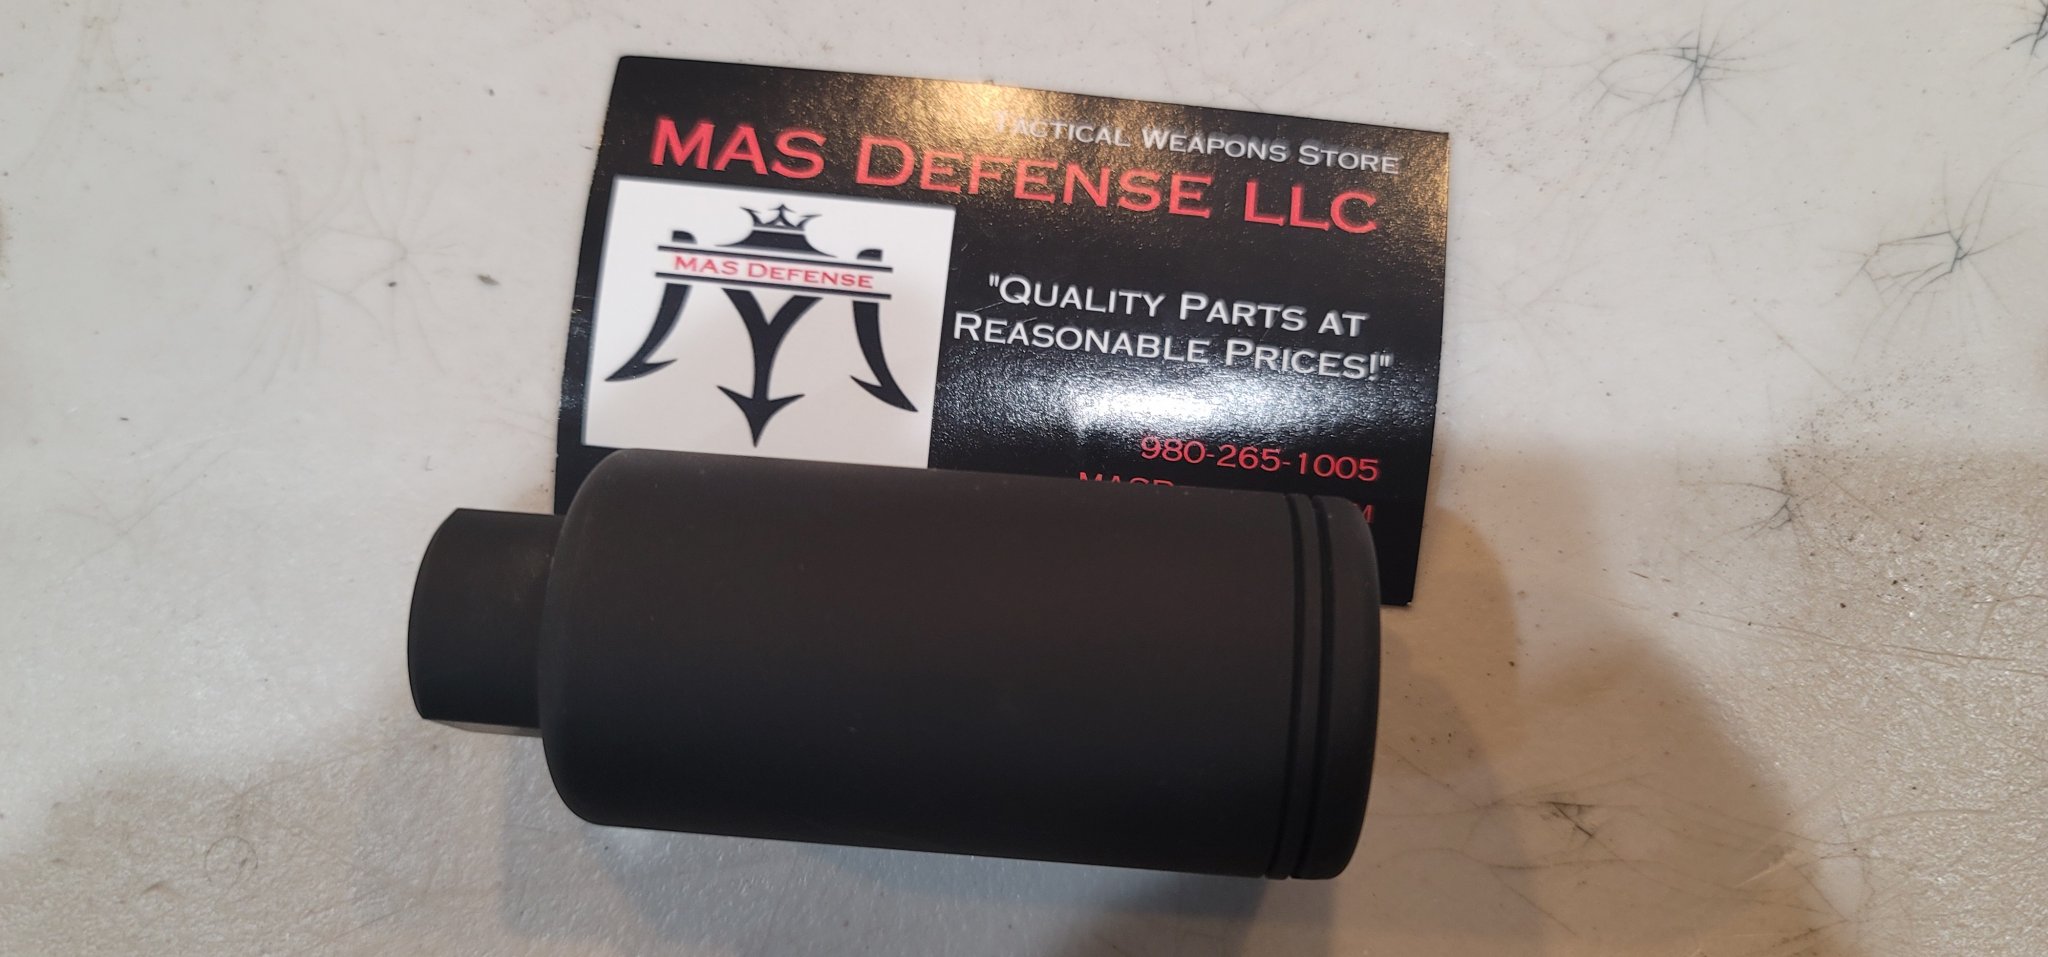 TACTICAL WEAPONS STORE
MAS DEFENSE LLC
MAS DEFENSE
"QUALITY PARTS AT
REASONABLE PRICES!"
980-265-1005